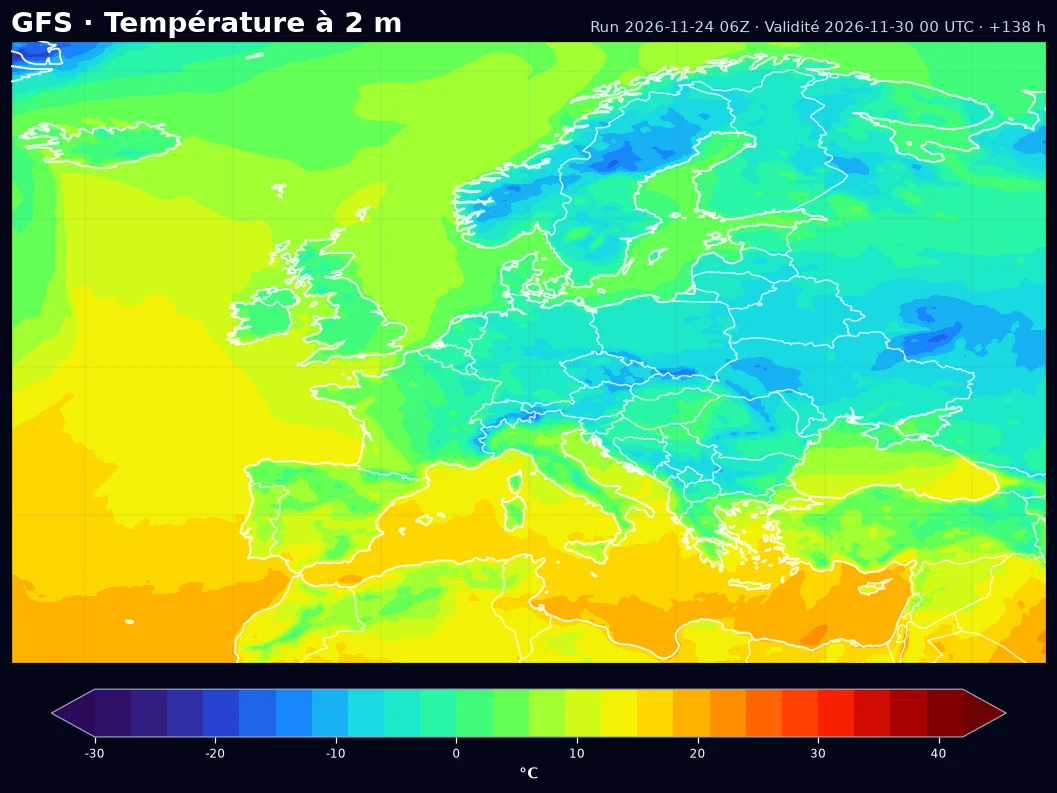 GFS · Température à 2 m
Run 2026-11-24 06Z · Validité 2026-11-30 00 UTC · +138 h
-30 -20 -10 0 10 20 30 40
°C